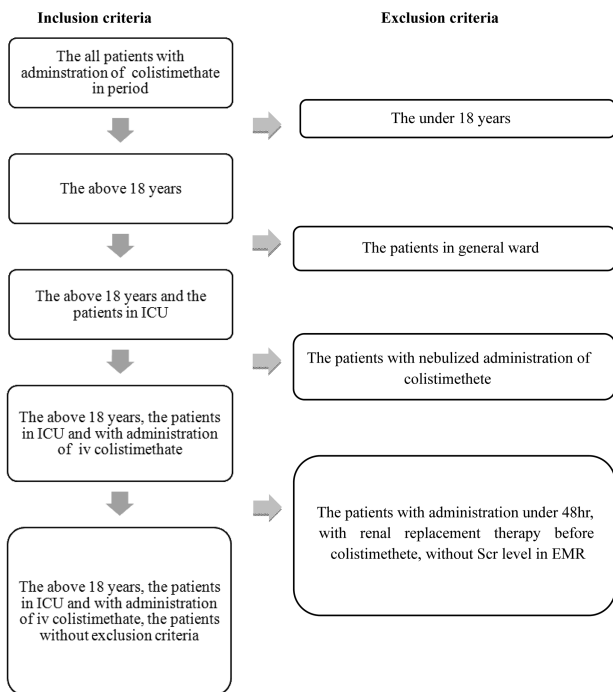 Inclusion criteria
Exclusion criteria
The all patients with
adminstration of colistimethate
in period
The under 18 years
The above 18 years
The patients in general ward
The above 18 years and the
patients in ICU
The patients with nebulized administration of
colistimethete
The above 18 years, the patients
in ICU and with administration
of iv colistimethate
The patients with administration under 48hr,
with renal replacement therapy before
colistimethete, without Scr level in EMR
The above 18 years, the patients
in ICU and with administration
of iv colistimethate, the patients
without exclusion criteria